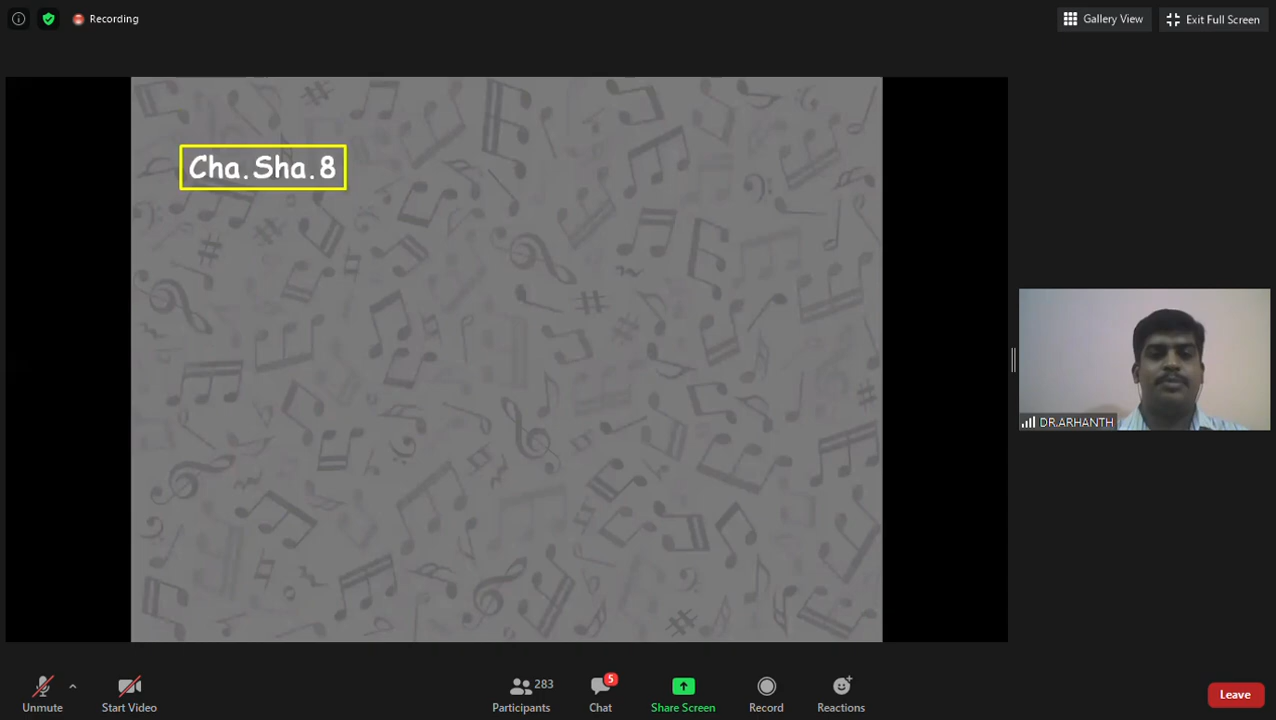 Recording
Gallery View
Exit Full Screen
Cha.Sha.8
DR.ARHANTH
Unmute
Start Video
283
Participants
5
Chat
Share Screen
Record
Reactions
Leave